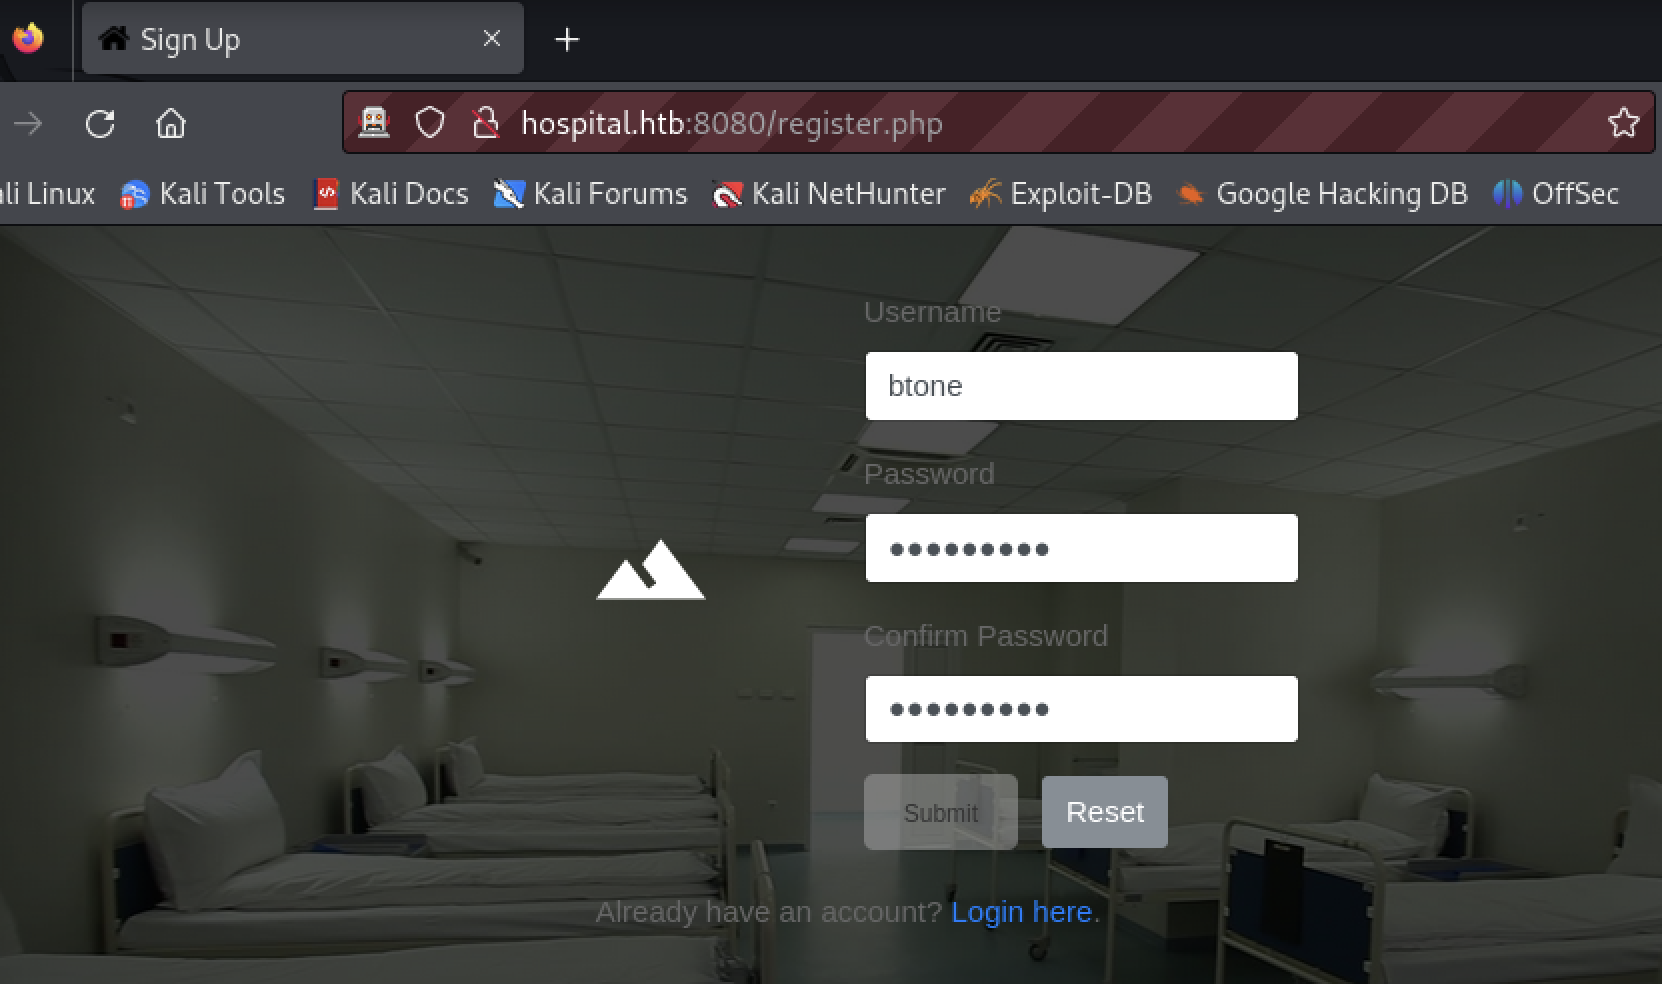 Sign Up
hospital.htb:8080/register.php
ali Linux Kali Tools Kali Docs Kali Forums Kali NetHunter Exploit-DB Google Hacking DB OffSec
Username
btone
Password
•••••••••
Confirm Password
•••••••••
Submit Reset
Already have an account? Login here.